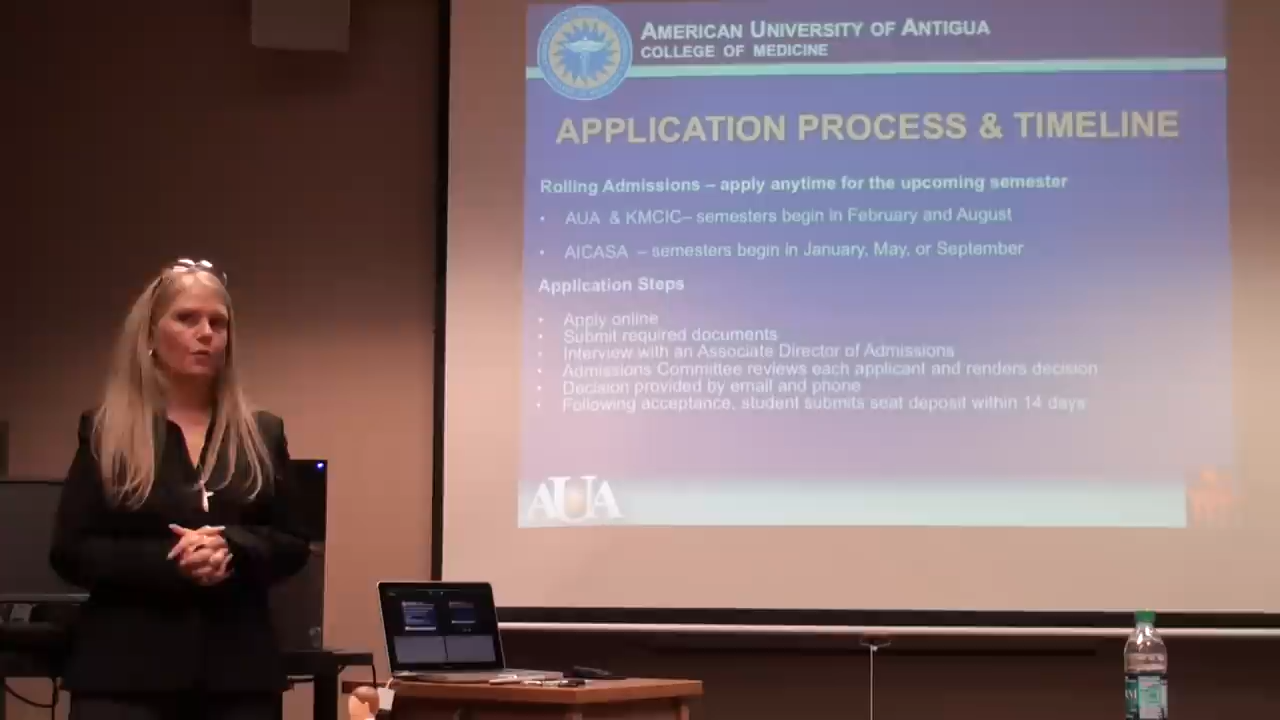 AMERICAN UNIVERSITY OF ANTIGUA
COLLEGE OF MEDICINE
APPLICATION PROCESS & TIMELINE
Rolling Admissions – apply anytime for the upcoming semester
• AUA & KMCIC– semesters begin in February and August
• AICASA – semesters begin in January, May, or September
Application Steps
• Apply online
• Submit required documents
• Interview with an Associate Director of Admissions
• Admissions Committee reviews each applicant and renders decision
• Decision provided by email and phone
• Following acceptance, student submits seat deposit within 14 days
AUA